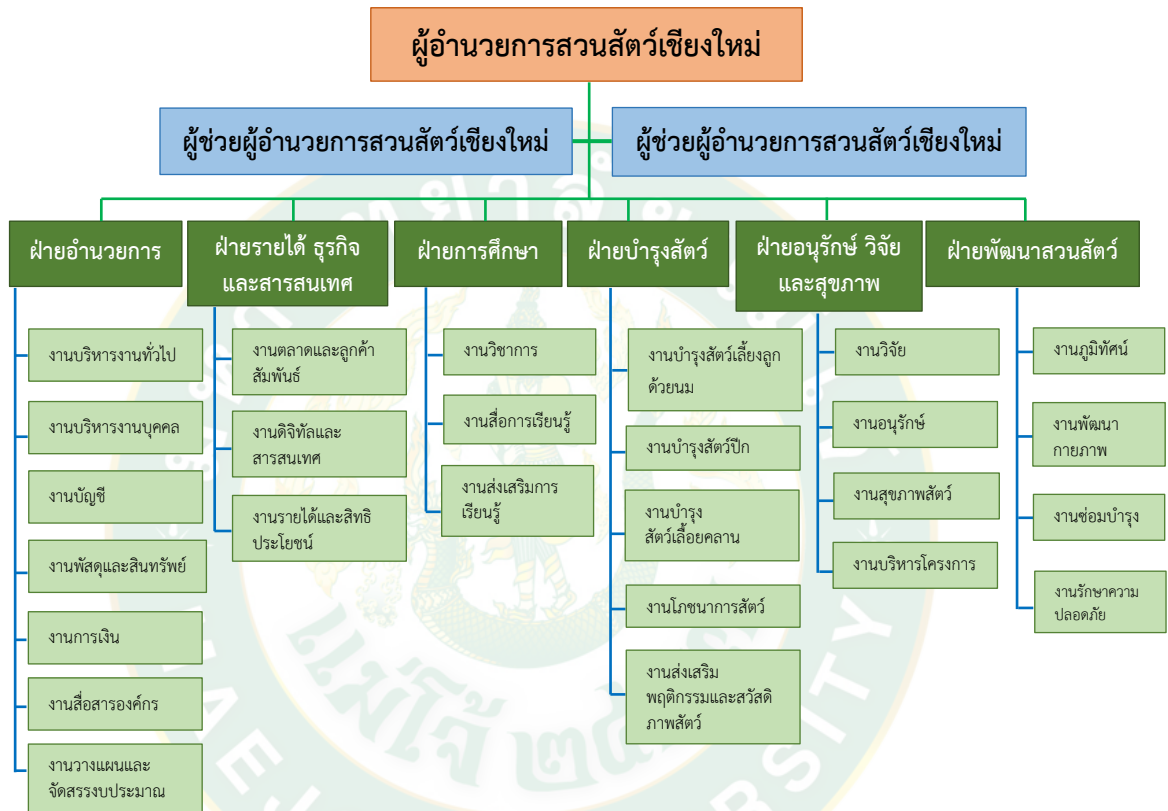 ผู้อำนวยการสวนสัตว์เชียงใหม่
ผู้ช่วยผู้อำนวยการสวนสัตว์เชียงใหม่
ผู้ช่วยผู้อำนวยการสวนสัตว์เชียงใหม่
ฝ่ายอำนวยการ
งานบริหารงานทั่วไป
งานบริหารงานบุคคล
งานบัญชี
งานพัสดุและสินทรัพย์
งานการเงิน
งานสื่อสารองค์กร
งานวางแผนและ
จัดสรรงบประมาณ
ฝ่ายรายได้ ธุรกิจ
และสารสนเทศ
งานตลาดและลูกค้า
สัมพันธ์
งานดิจิทัลและ
สารสนเทศ
งานรายได้และสิทธิ
ประโยชน์
ฝ่ายการศึกษา
งานวิชาการ
งานสื่อการเรียนรู้
งานส่งเสริมการ
เรียนรู้
ฝ่ายบำรุงสัตว์
งานบำรุงสัตว์เลี้ยงลูก
ด้วยนม
งานบำรุงสัตว์ปีก
งานบำรุง
สัตว์เลื้อยคลาน
งานโภชนาการสัตว์
งานส่งเสริม
พฤติกรรมและสวัสดิ
ภาพสัตว์
ฝ่ายอนุรักษ์ วิจัย
และสุขภาพ
งานวิจัย
งานอนุรักษ์
งานสุขภาพสัตว์
งานบริหารโครงการ
ฝ่ายพัฒนาสวนสัตว์
งานภูมิทัศน์
งานพัฒนา
กายภาพ
งานซ่อมบำรุง
งานรักษาความ
ปลอดภัย
แม่โจ้
UNIVERSITY